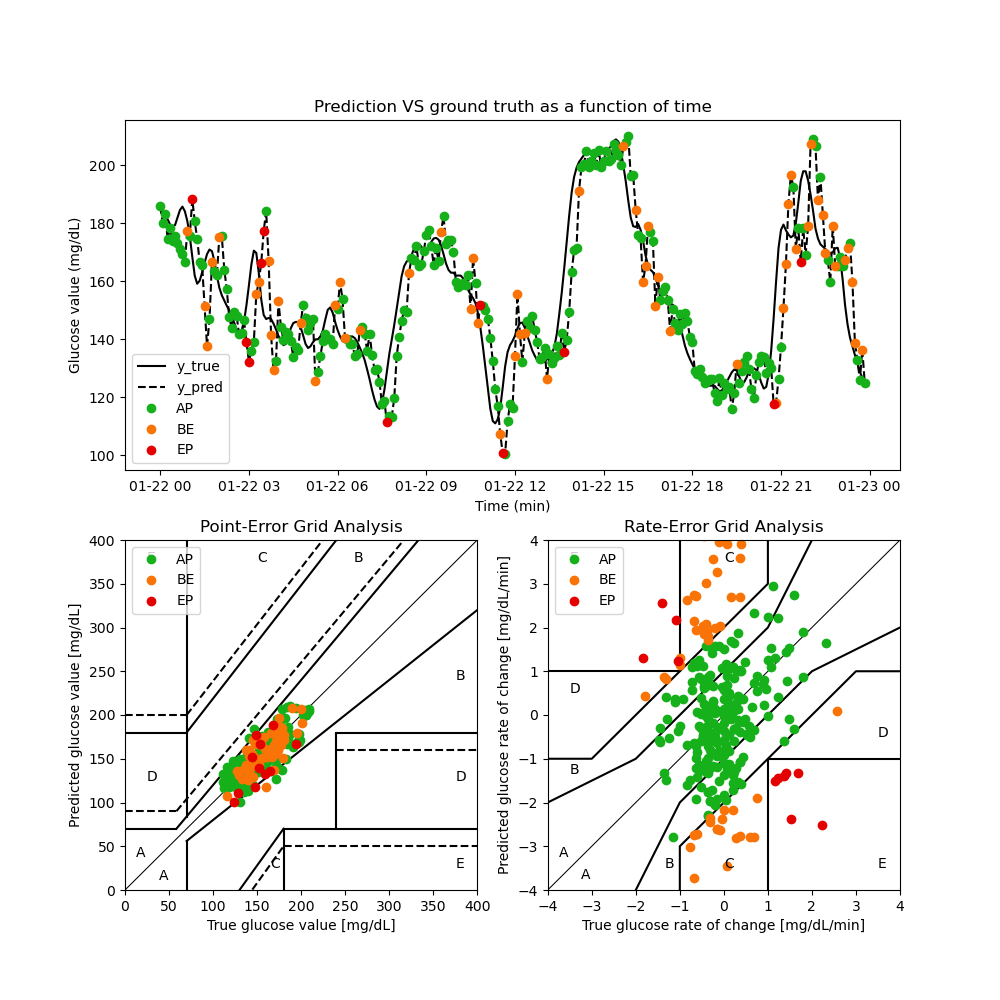 Prediction VS ground truth as a function of time
Glucose value (mg/dL)
200
180
160
140
120
100
y_true
y_pred
AP
BE
EP
01-22 00 01-22 03 01-22 06 01-22 09 01-22 12 01-22 15 01-22 18 01-22 21 01-23 00
Time (min)
Point-Error Grid Analysis
Predicted glucose value [mg/dL]
400
350
300
250
200
150
100
50
0
AP
BE
EP
C
B
B
D
D
A
A
C
E
0 50 100 150 200 250 300 350 400
True glucose value [mg/dL]
Rate-Error Grid Analysis
Predicted glucose rate of change [mg/dL/min]
4
3
2
1
0
−1
−2
−3
−4
AP
BE
EP
C
D
D
B
A
A
B
C
E
−4 −3 −2 −1 0 1 2 3 4
True glucose rate of change [mg/dL/min]